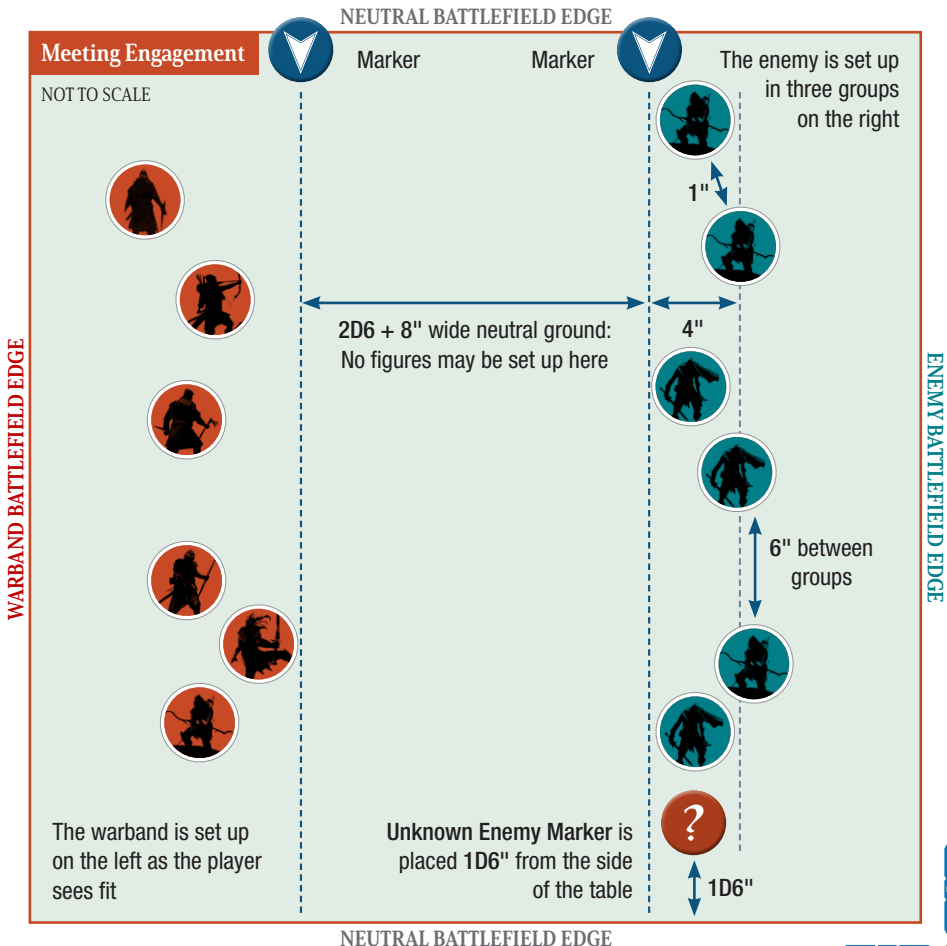 NEUTRAL BATTLEFIELD EDGE
Meeting Engagement
Marker
Marker
NOT TO SCALE
The enemy is set up
in three groups
on the right
1"
2D6 + 8" wide neutral ground:
No figures may be set up here
4"
WARBAND BATTLEFIELD EDGE
ENEMY BATTLEFIELD EDGE
6" between
groups
The warband is set up
on the left as the player
sees fit
Unknown Enemy Marker is
placed 1D6" from the side
of the table
?
1D6"
NEUTRAL BATTLEFIELD EDGE